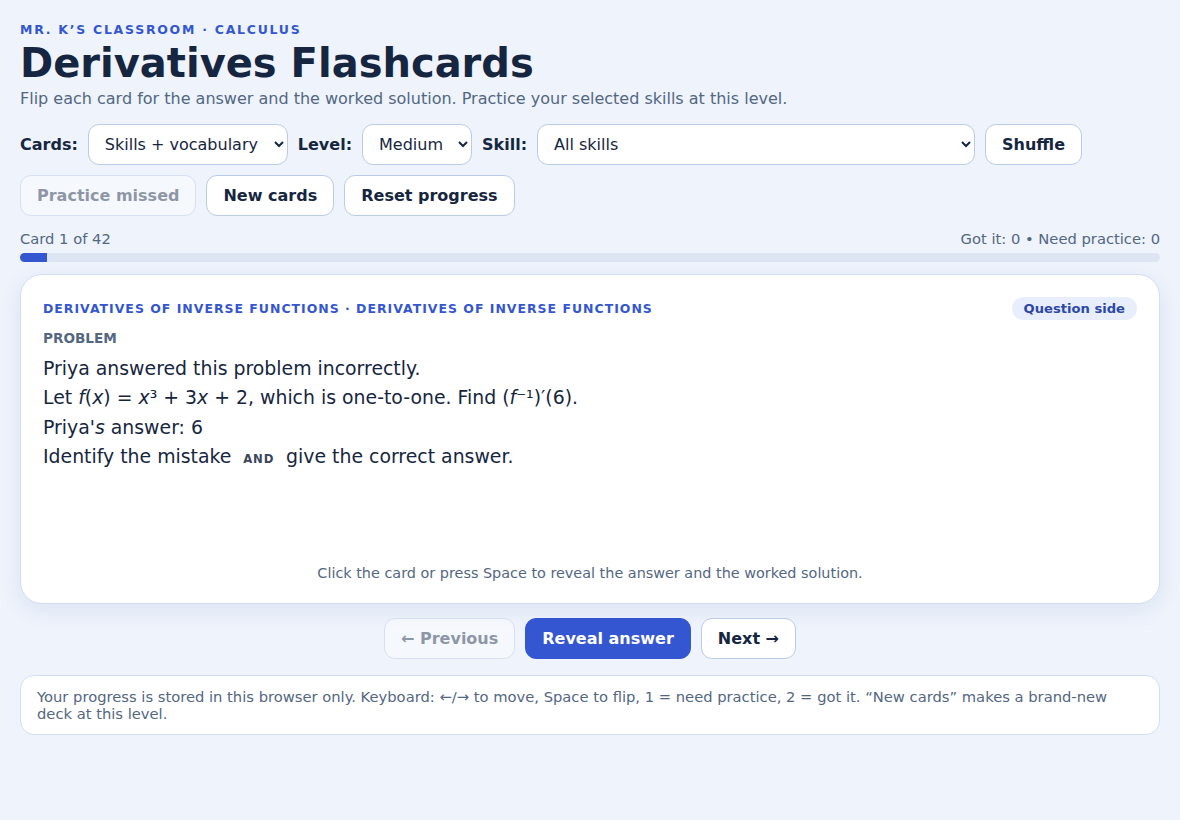 MR. K’S CLASSROOM · CALCULUS
Derivatives Flashcards
Flip each card for the answer and the worked solution. Practice your selected skills at this level.
Cards: Skills + vocabulary Level: Medium Skill: All skills Shuffle
Practice missed New cards Reset progress
Card 1 of 42 Got it: 0 • Need practice: 0
DERIVATIVES OF INVERSE FUNCTIONS · DERIVATIVES OF INVERSE FUNCTIONS Question side
PROBLEM
Priya answered this problem incorrectly.
Let f(x) = x³ + 3x + 2, which is one-to-one. Find (f⁻¹)′(6).
Priya's answer: 6
Identify the mistake AND give the correct answer.
Click the card or press Space to reveal the answer and the worked solution.
← Previous Reveal answer Next →
Your progress is stored in this browser only. Keyboard: ←/→ to move, Space to flip, 1 = need practice, 2 = got it. “New cards” makes a brand-new
deck at this level.